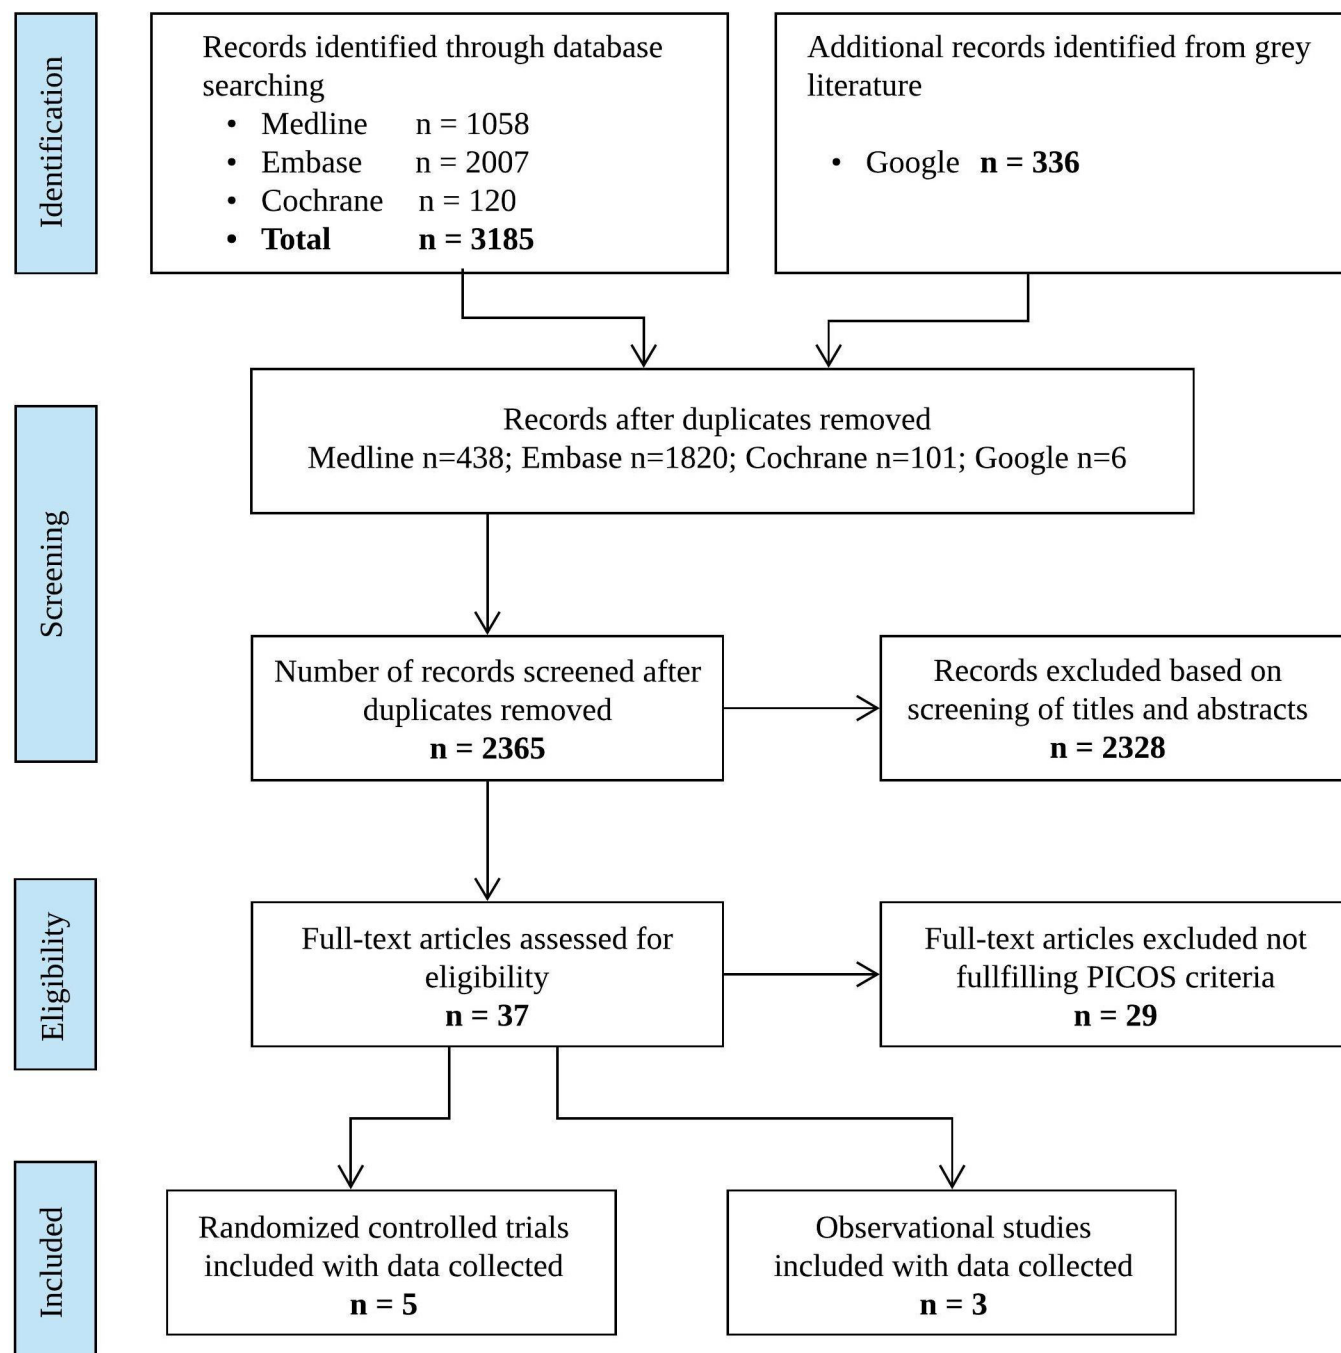 Identification
Records identified through database
searching
• Medline n = 1058
• Embase n = 2007
• Cochrane n = 120
• Total n = 3185
Additional records identified from grey
literature
• Google n = 336
Screening
Records after duplicates removed
Medline n=438; Embase n=1820; Cochrane n=101; Google n=6
Number of records screened after
duplicates removed
n = 2365
Records excluded based on
screening of titles and abstracts
n = 2328
Eligibility
Full-text articles assessed for
eligibility
n = 37
Full-text articles excluded not
fullfilling PICOS criteria
n = 29
Included
Randomized controlled trials
included with data collected
n = 5
Observational studies
included with data collected
n = 3